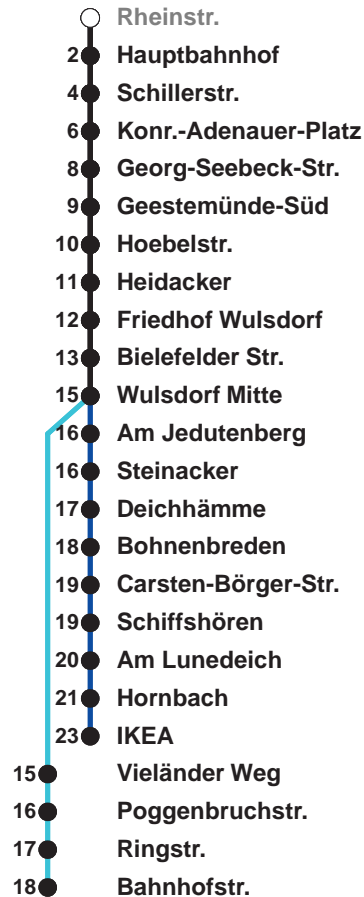 Rheinstr.
2 Hauptbahnhof
4 Schillerstr.
6 Konr.-Adenauer-Platz
8 Georg-Seebeck-Str.
9 Geestemünde-Süd
10 Hoebelstr.
11 Heidacker
12 Friedhof Wulsdorf
13 Bielefelder Str.
15 Wulsdorf Mitte
16 Am Jedutenberg
16 Steinacker
17 Deichhämme
18 Bohnenbreden
19 Carsten-Börger-Str.
19 Schiffshören
20 Am Lunedeich
21 Hornbach
23 IKEA
15 Vieländer Weg
16 Poggenbruchstr.
17 Ringstr.
18 Bahnhofstr.